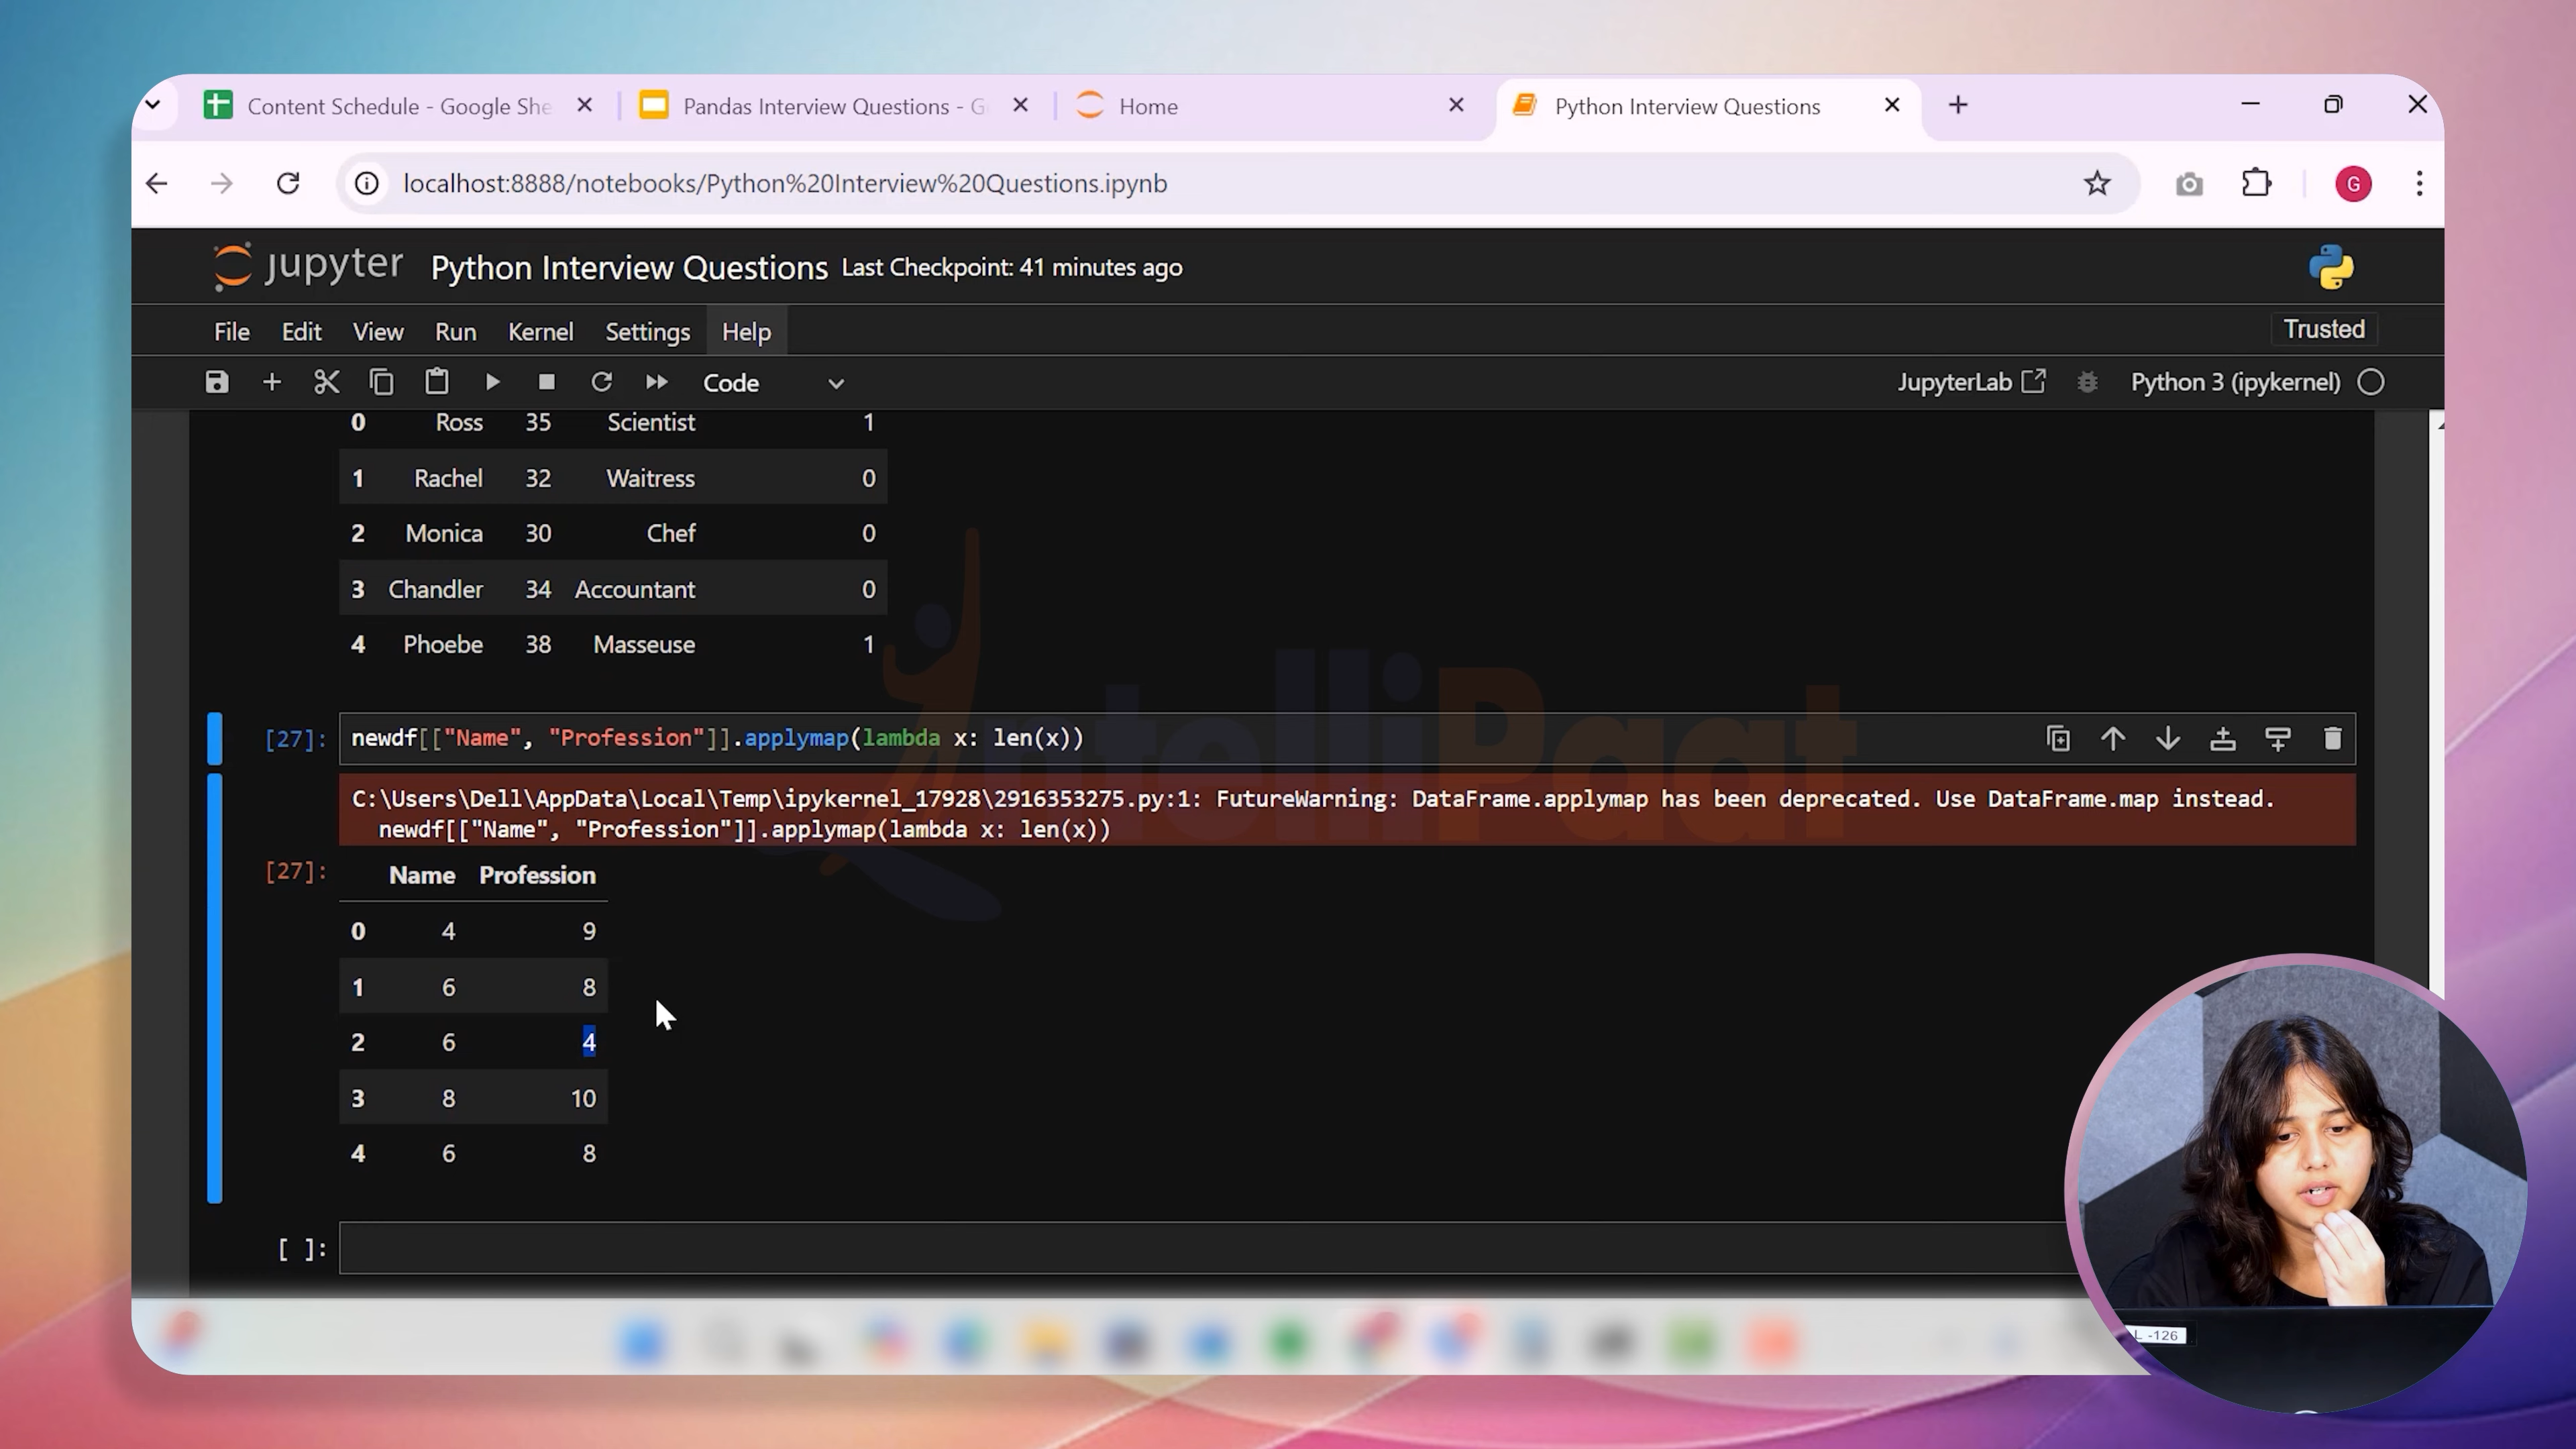 Content Schedule - Google She
Pandas Interview Questions - G
Home
Python Interview Questions
localhost:8888/notebooks/Python%20Interview%20Questions.ipynb
G
jupyter Python Interview Questions Last Checkpoint: 41 minutes ago
File Edit View Run Kernel Settings Help
Trusted
Code
JupyterLab
Python 3 (ipykernel)
0 Ross 35 Scientist 1
1 Rachel 32 Waitress 0
2 Monica 30 Chef 0
3 Chandler 34 Accountant 0
4 Phoebe 38 Masseuse 1
IntelliPaat
[27]: newdf[["Name", "Profession"]].applymap(lambda x: len(x))
C:\Users\Dell\AppData\Local\Temp\ipykernel_17928\2916353275.py:1: FutureWarning: DataFrame.applymap has been deprecated. Use DataFrame.map instead.
newdf[["Name", "Profession"]].applymap(lambda x: len(x))
[27]: Name Profession
0 4 9
1 6 8
2 6 4
3 8 10
4 6 8
[ ]:
L -126